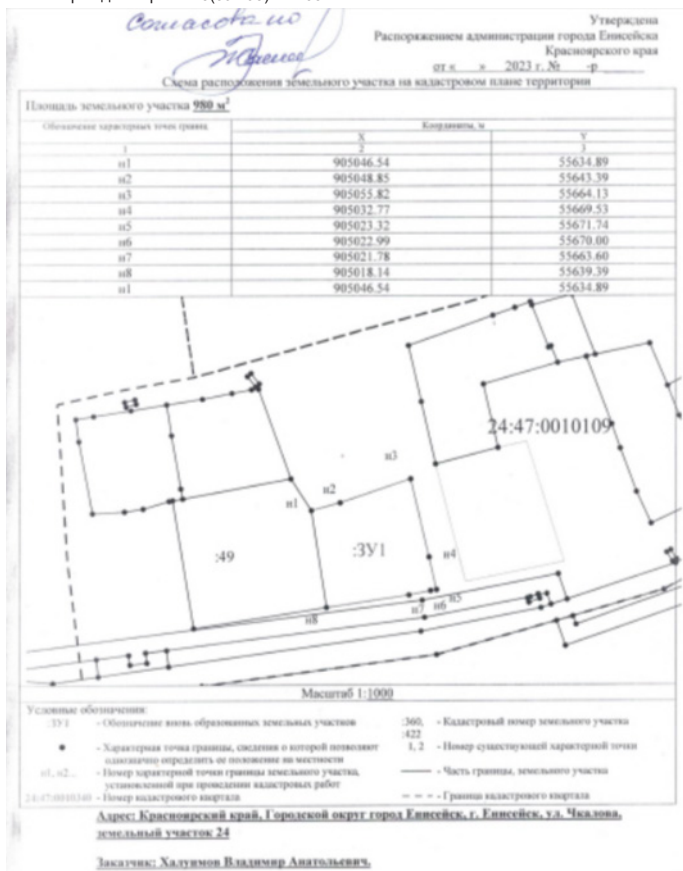 Согласовано
Утверждена
Распоряжением администрации города Енисейска
Красноярского края
от « » 2023 г. № -р
Схема расположения земельного участка на кадастровом плане территории
Площадь земельного участка 980 м²
Обозначение характерных точек границ Координаты, м
X Y
1 2 3
н1 905046.54 55634.89
н2 905048.85 55643.39
н3 905055.82 55664.13
н4 905032.77 55669.53
н5 905023.32 55671.74
н6 905022.99 55670.00
н7 905021.78 55663.60
н8 905018.14 55639.39
н1 905046.54 55634.89
24:47:0010109
н3
н2
н1
:49
:ЗУ1
н4
н5
н7 н6
н8
Масштаб 1:1000
Условные обозначения:
:ЗУ1 - Обозначение вновь образованных земельных участков
:360, :422 - Кадастровый номер земельного участка
- Характерная точка границы, сведения о которой позволяют однозначно определить ее положение на местности
1, 2 - Номер существующей характерной точки
н1, н2.. - Номер характерной точки границы земельного участка, установленной при проведении кадастровых работ
- Часть границы, земельного участка
24:47:0010340 - Номер кадастрового квартала
- Граница кадастрового квартала
Адрес: Красноярский край, Городской округ город Енисейск, г. Енисейск, ул. Чкалова,
земельный участок 24
Заказчик: Халуимов Владимир Анатольевич.